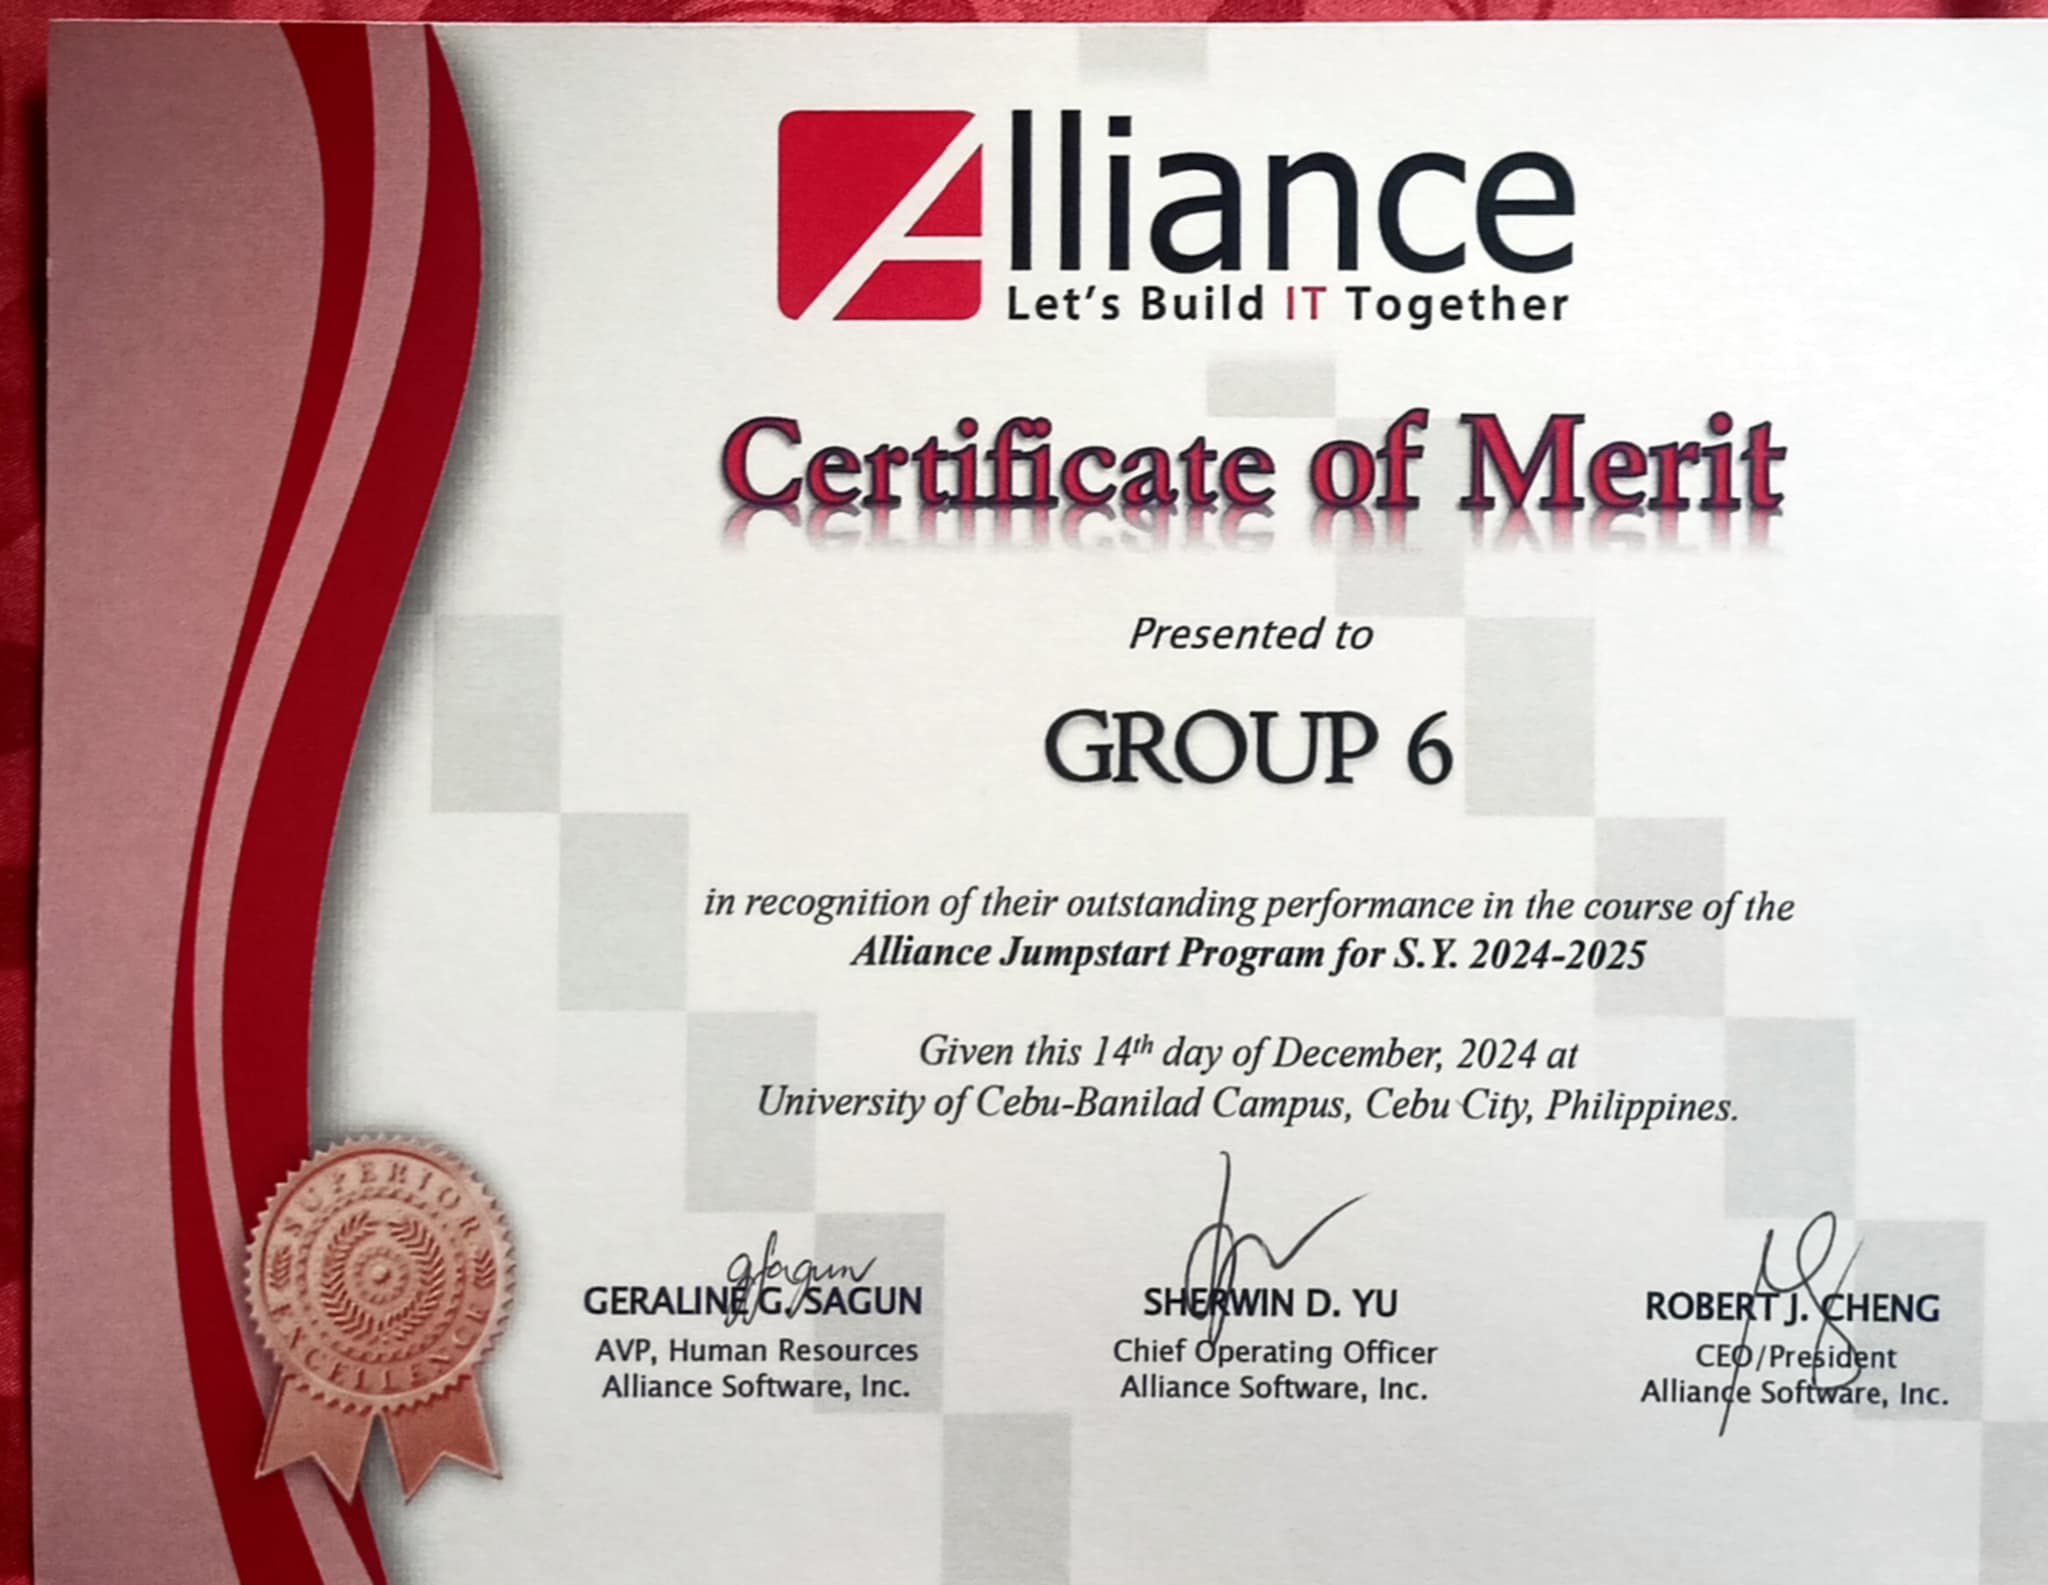 Alliance
Let's Build IT Together
Certificate of Merit
Presented to
GROUP 6
in recognition of their outstanding performance in the course of the
Alliance Jumpstart Program for S.Y. 2024-2025
Given this 14th day of December, 2024 at
University of Cebu-Banilad Campus, Cebu City, Philippines.
SUPERIOR
EXCELLENCE
gfsagun
GERALINE G. SAGUN
AVP, Human Resources
Alliance Software, Inc.
SHERWIN D. YU
Chief Operating Officer
Alliance Software, Inc.
ROBERT J. CHENG
CEO/President
Alliance Software, Inc.